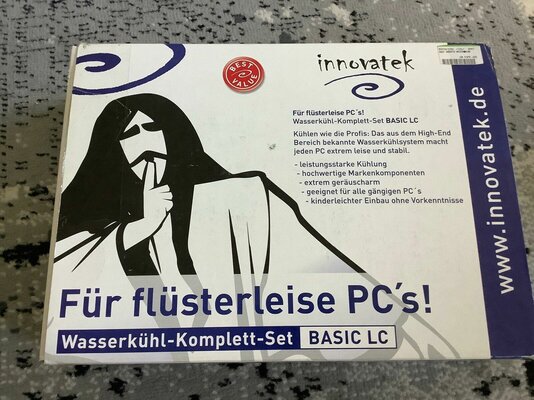 BEST
VALUE
innovatek
Für flüsterleise PC´s!
Wasserkühl-Komplett-Set BASIC LC
Kühlen wie die Profis: Das aus dem High-End
Bereich bekannte Wasserkühlsystem macht
jeden PC extrem leise und stabil.
- leistungsstarke Kühlung
- hochwertige Markenkomponenten
- extrem geräuscharm
- geeignet für alle gängigen PC´s
- kinderleichter Einbau ohne Vorkenntnisse
www.innovatek.de
Für flüsterleise PC´s!
Wasserkühl-Komplett-Set BASIC LC